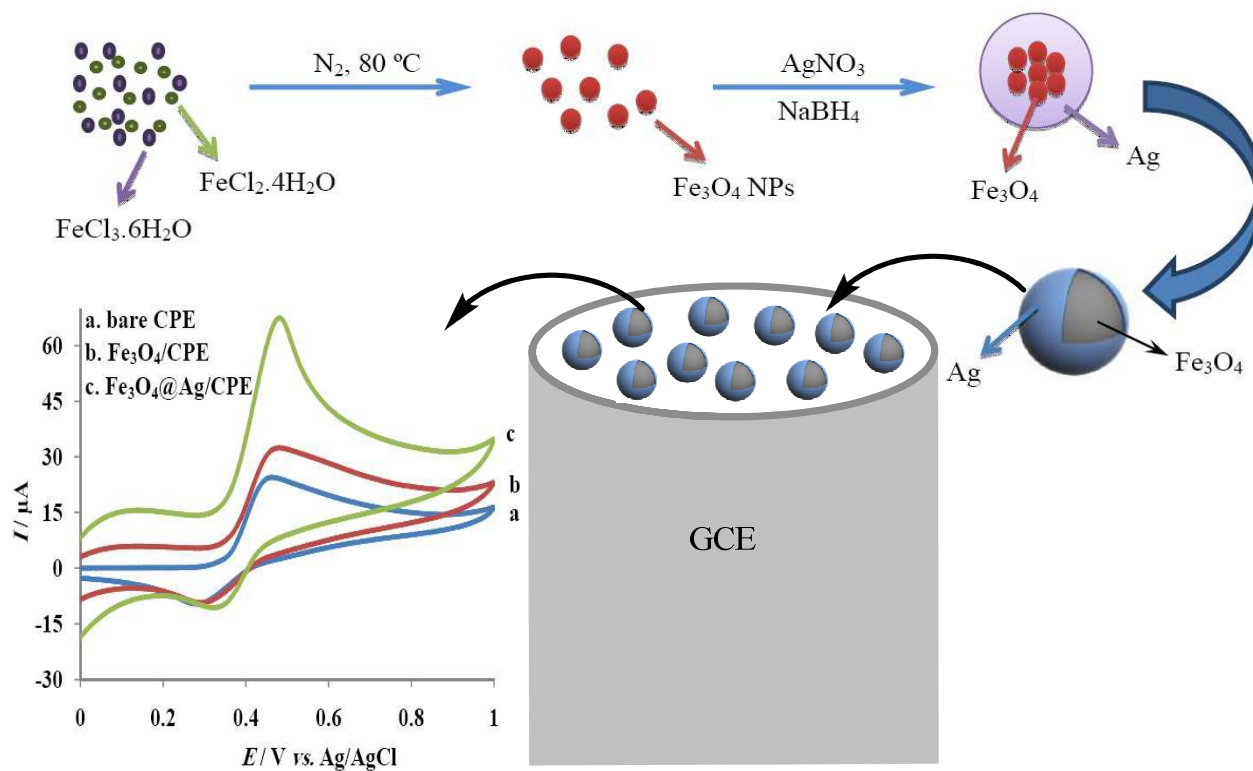 N₂, 80 ºC
AgNO₃
NaBH₄
FeCl₂.4H₂O
FeCl₃.6H₂O
Fe₃O₄ NPs
Fe₃O₄
Ag
Ag
Fe₃O₄
GCE
a. bare CPE
b. Fe₃O₄/CPE
c. Fe₃O₄@Ag/CPE
60
45
30
15
0
-15
-30
I / µA
c
b
a
0 0.2 0.4 0.6 0.8 1
E / V vs. Ag/AgCl